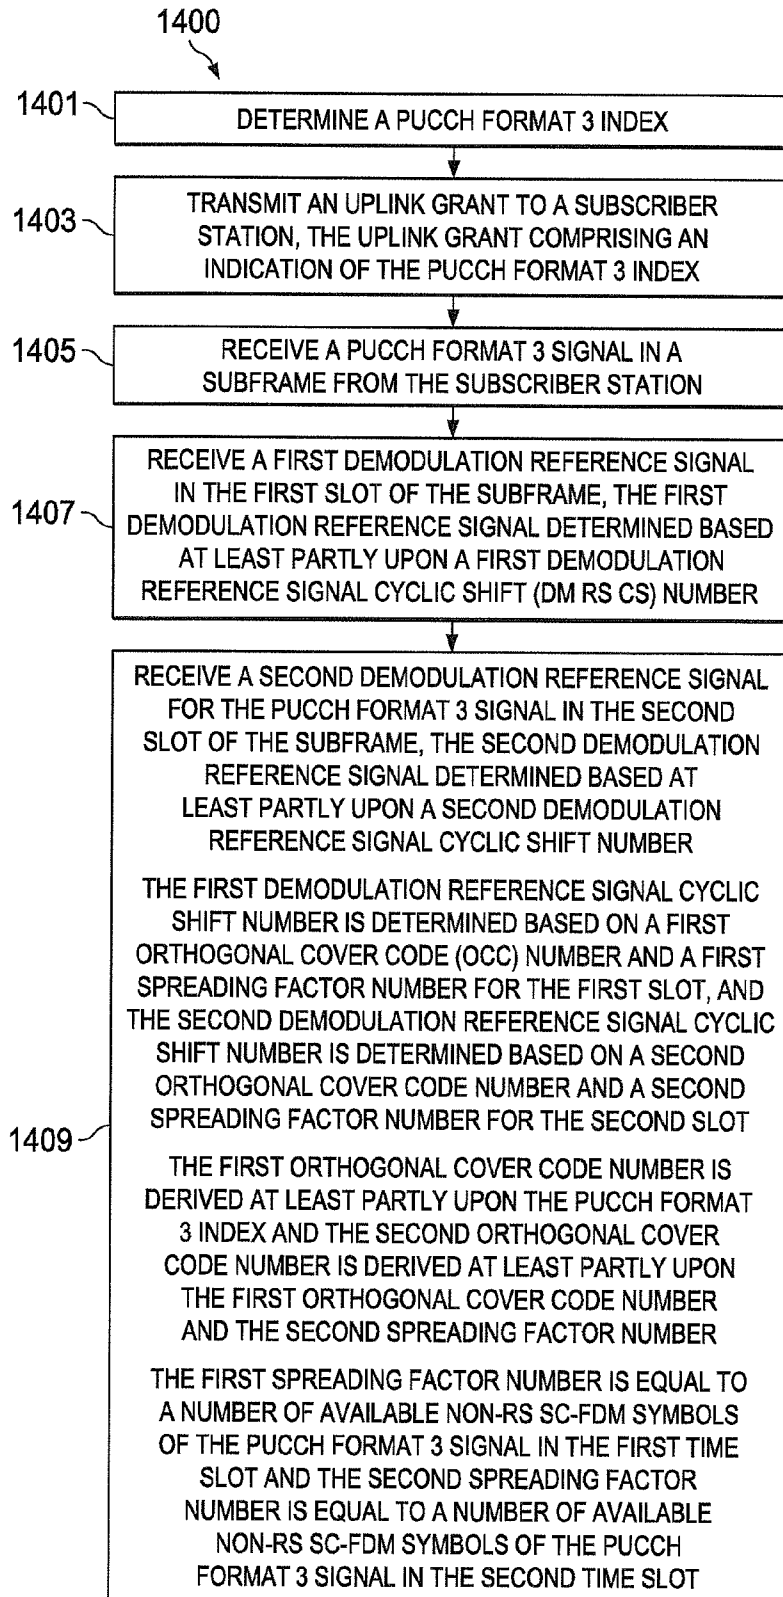 1400
1401
DETERMINE A PUCCH FORMAT 3 INDEX
1403
TRANSMIT AN UPLINK GRANT TO A SUBSCRIBER
STATION, THE UPLINK GRANT COMPRISING AN
INDICATION OF THE PUCCH FORMAT 3 INDEX
1405
RECEIVE A PUCCH FORMAT 3 SIGNAL IN A
SUBFRAME FROM THE SUBSCRIBER STATION
1407
RECEIVE A FIRST DEMODULATION REFERENCE SIGNAL
IN THE FIRST SLOT OF THE SUBFRAME, THE FIRST
DEMODULATION REFERENCE SIGNAL DETERMINED BASED
AT LEAST PARTLY UPON A FIRST DEMODULATION
REFERENCE SIGNAL CYCLIC SHIFT (DM RS CS) NUMBER
1409
RECEIVE A SECOND DEMODULATION REFERENCE SIGNAL
FOR THE PUCCH FORMAT 3 SIGNAL IN THE SECOND
SLOT OF THE SUBFRAME, THE SECOND DEMODULATION
REFERENCE SIGNAL DETERMINED BASED AT
LEAST PARTLY UPON A SECOND DEMODULATION
REFERENCE SIGNAL CYCLIC SHIFT NUMBER
THE FIRST DEMODULATION REFERENCE SIGNAL CYCLIC
SHIFT NUMBER IS DETERMINED BASED ON A FIRST
ORTHOGONAL COVER CODE (OCC) NUMBER AND A FIRST
SPREADING FACTOR NUMBER FOR THE FIRST SLOT, AND
THE SECOND DEMODULATION REFERENCE SIGNAL CYCLIC
SHIFT NUMBER IS DETERMINED BASED ON A SECOND
ORTHOGONAL COVER CODE NUMBER AND A SECOND
SPREADING FACTOR NUMBER FOR THE SECOND SLOT
THE FIRST ORTHOGONAL COVER CODE NUMBER IS
DERIVED AT LEAST PARTLY UPON THE PUCCH FORMAT
3 INDEX AND THE SECOND ORTHOGONAL COVER
CODE NUMBER IS DERIVED AT LEAST PARTLY UPON
THE FIRST ORTHOGONAL COVER CODE NUMBER
AND THE SECOND SPREADING FACTOR NUMBER
THE FIRST SPREADING FACTOR NUMBER IS EQUAL TO
A NUMBER OF AVAILABLE NON-RS SC-FDM SYMBOLS
OF THE PUCCH FORMAT 3 SIGNAL IN THE FIRST TIME
SLOT AND THE SECOND SPREADING FACTOR
NUMBER IS EQUAL TO A NUMBER OF AVAILABLE
NON-RS SC-FDM SYMBOLS OF THE PUCCH
FORMAT 3 SIGNAL IN THE SECOND TIME SLOT